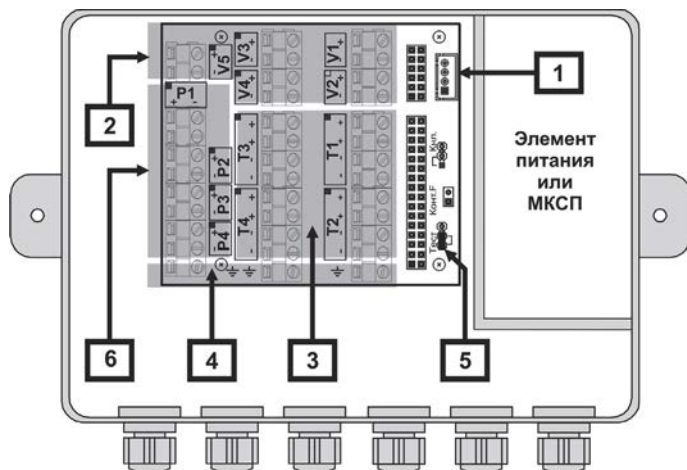 V5 + -
V3 + -
V1 + -
V4 + -
V2 + -
1
2
P1
+ -
T3 + - + -
T1 + - + -
Кнл.
Элемент
питания
или
МКСП
P2 + -
P3 + -
Конт.F
P4 + -
T4 + - + -
T2 + - + -
Тест
6
4
3
5